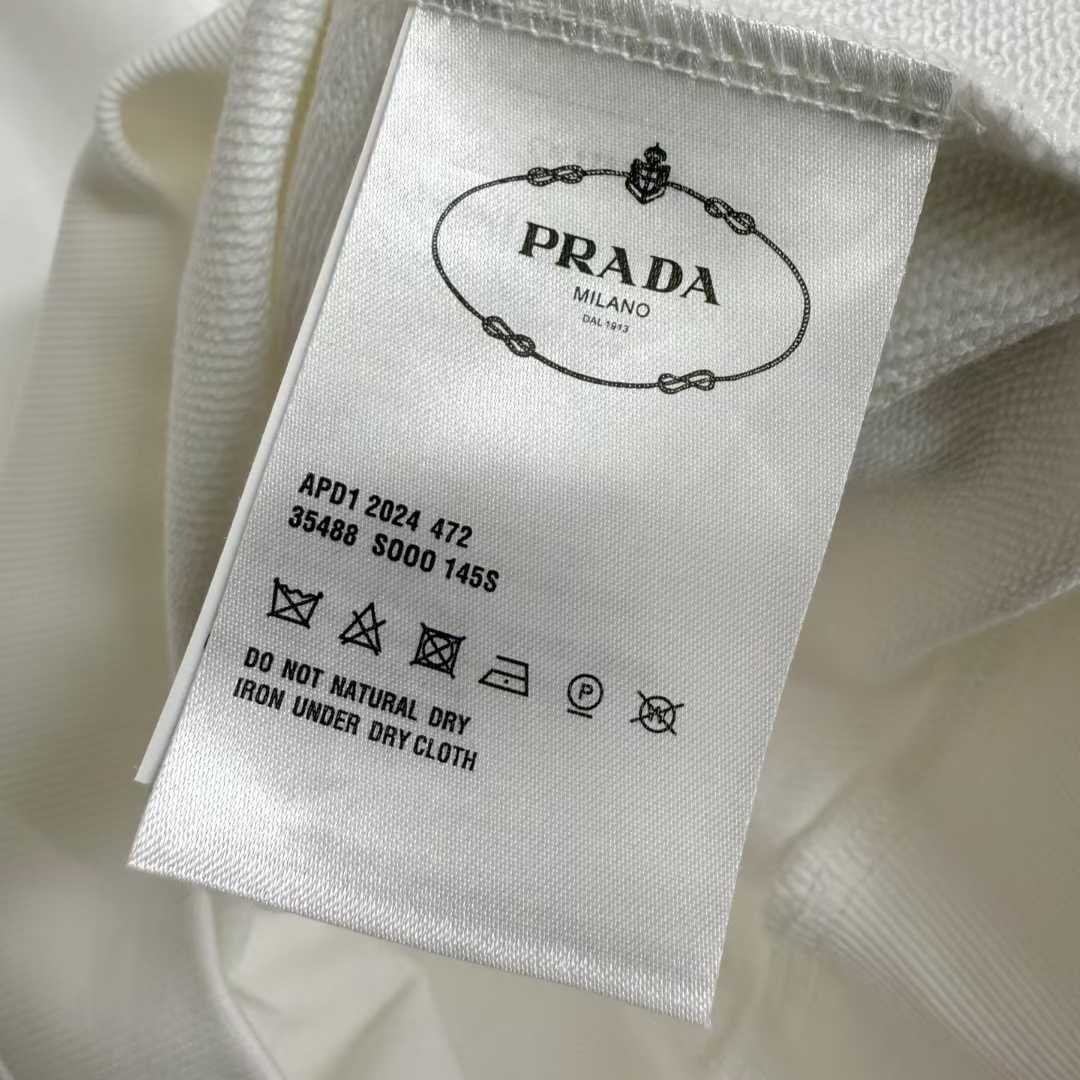 PRADA
MILANO
DAL 1913
APD1 2024 472
35488 S000 145S
P
W
DO NOT NATURAL DRY
IRON UNDER DRY CLOTH